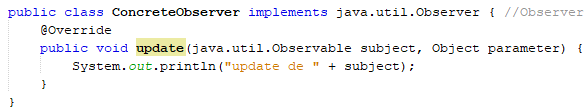 public class ConcreteObserver implements java.util.Observer { //Observer
@Override
public void update(java.util.Observable subject, Object parameter) {
System.out.println("update de " + subject);
}
}